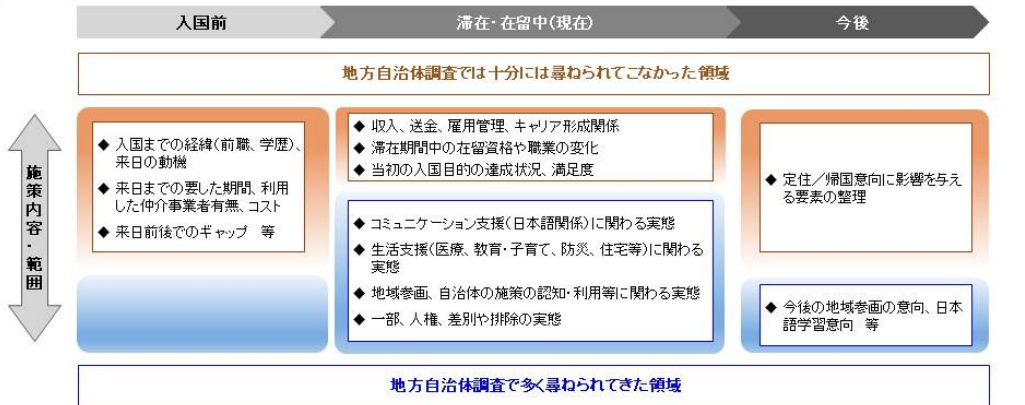 入国前
滞在・在留中(現在)
今後
地方自治体調査では十分には尋ねられてこなかった領域
施策内容・範囲
◆ 入国までの経緯(前職、学歴)、
来日の動機
◆ 来日までの要した期間、利用
した仲介事業者有無、コスト
◆ 来日前後でのギャップ 等
◆ 収入、送金、雇用管理、キャリア形成関係
◆ 滞在期間中の在留資格や職業の変化
◆ 当初の入国目的の達成状況、満足度
◆ コミュニケーション支援(日本語関係)に関わる実態
◆ 生活支援(医療、教育・子育て、防災、住宅等)に関わる
実態
◆ 地域参画、自治体の施策の認知・利用等に関わる実態
◆ 一部、人権、差別や排除の実態
◆ 定住／帰国意向に影響を与え
る要素の整理
◆ 今後の地域参画の意向、日本
語学習意向 等
地方自治体調査で多く尋ねられてきた領域